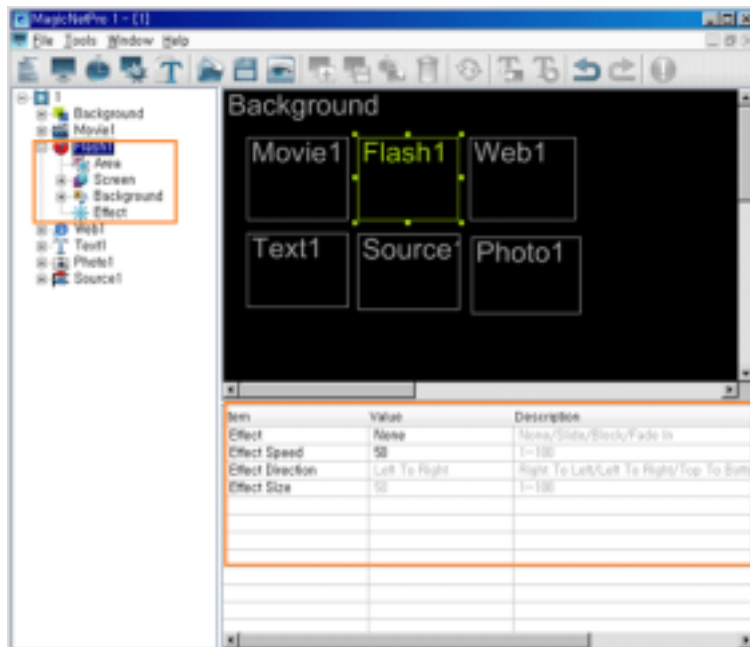 MagicNetPro 1 - [1]
File Tools Window Help
1
Background
Movie1
Flash1
Area
Screen
Background
Effect
Web1
Text1
Photo1
Source1
Background
Movie1 Flash1 Web1
Text1 Source1 Photo1
Item Value Description
Effect None None/Slide/Block/Fade In
Effect Speed 50 1~100
Effect Direction Left To Right Right To Left/Left To Right/Top To Bott
Effect Size 50 1~100